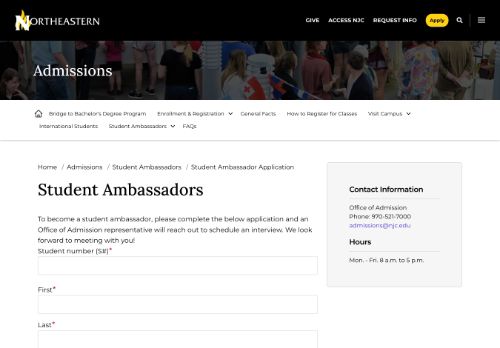 NORTHEASTERN
GIVE ACCESS NJC REQUEST INFO Apply
Admissions
Bridge to Bachelor's Degree Program Enrollment & Registration General Facts How to Register for Classes Visit Campus
International Students Student Ambassadors FAQs
Home / Admissions / Student Ambassadors / Student Ambassador Application
Student Ambassadors
To become a student ambassador, please complete the below application and an
Office of Admission representative will reach out to schedule an interview. We look
forward to meeting with you!
Student number (S#)*
First*
Last*
Contact Information
Office of Admission
Phone: 970-521-7000
admissions@njc.edu
Hours
Mon. - Fri. 8 a.m. to 5 p.m.